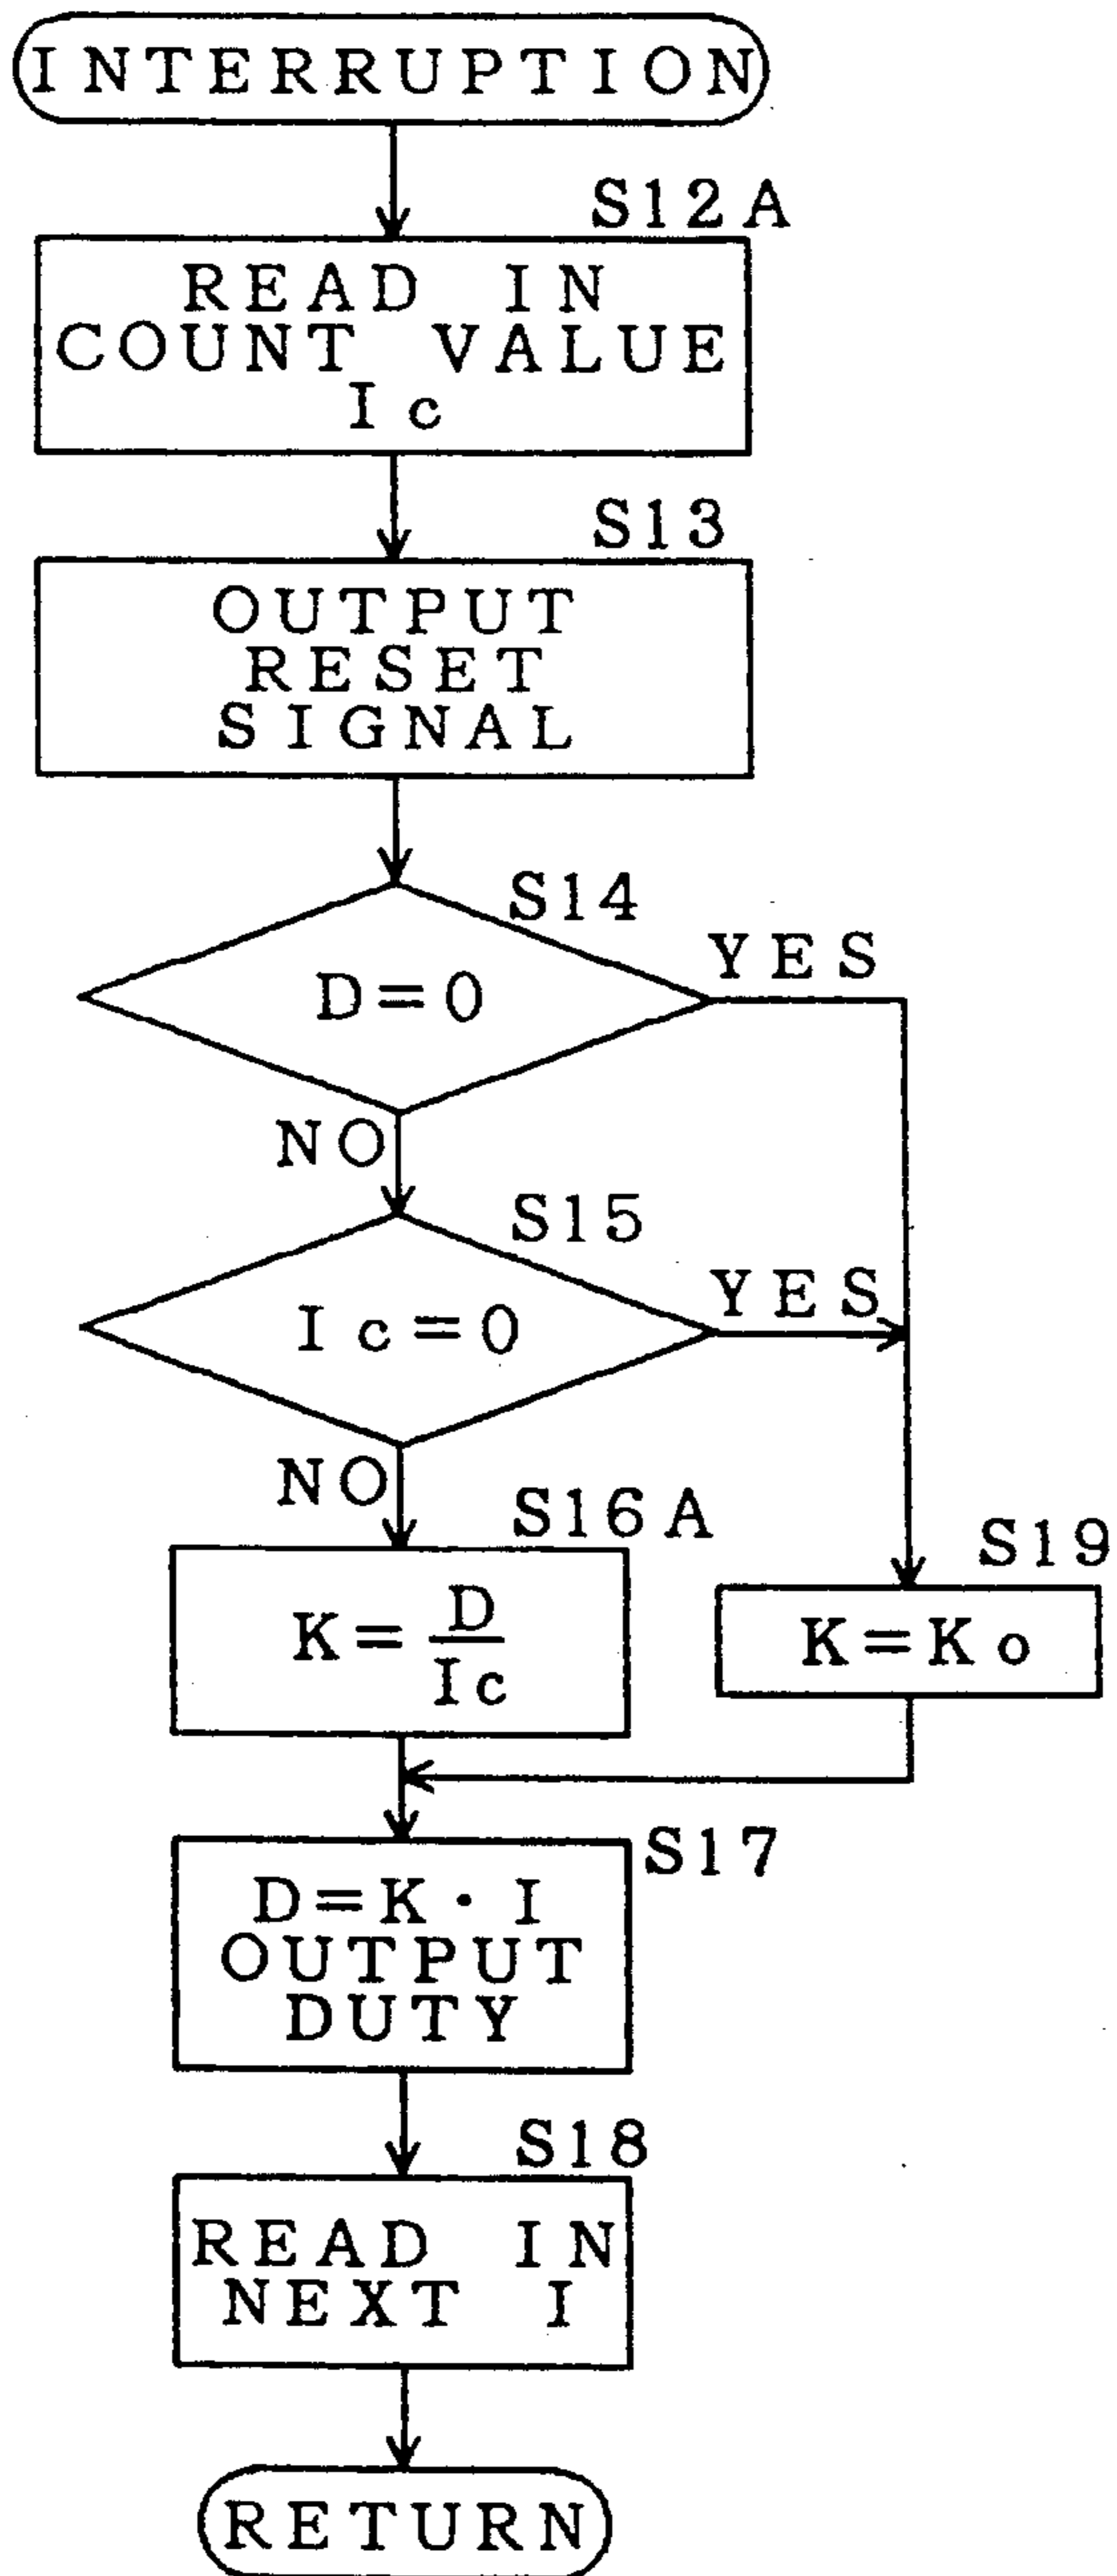 INTERRUPTION
S12A
READ IN
COUNT VALUE
Ic
S13
OUTPUT
RESET
SIGNAL
S14
YES
D=0
NO
S15
YES
Ic=0
NO
S16A
K=D/Ic
S19
K=Ko
S17
D=K·I
OUTPUT
DUTY
S18
READ IN
NEXT I
RETURN